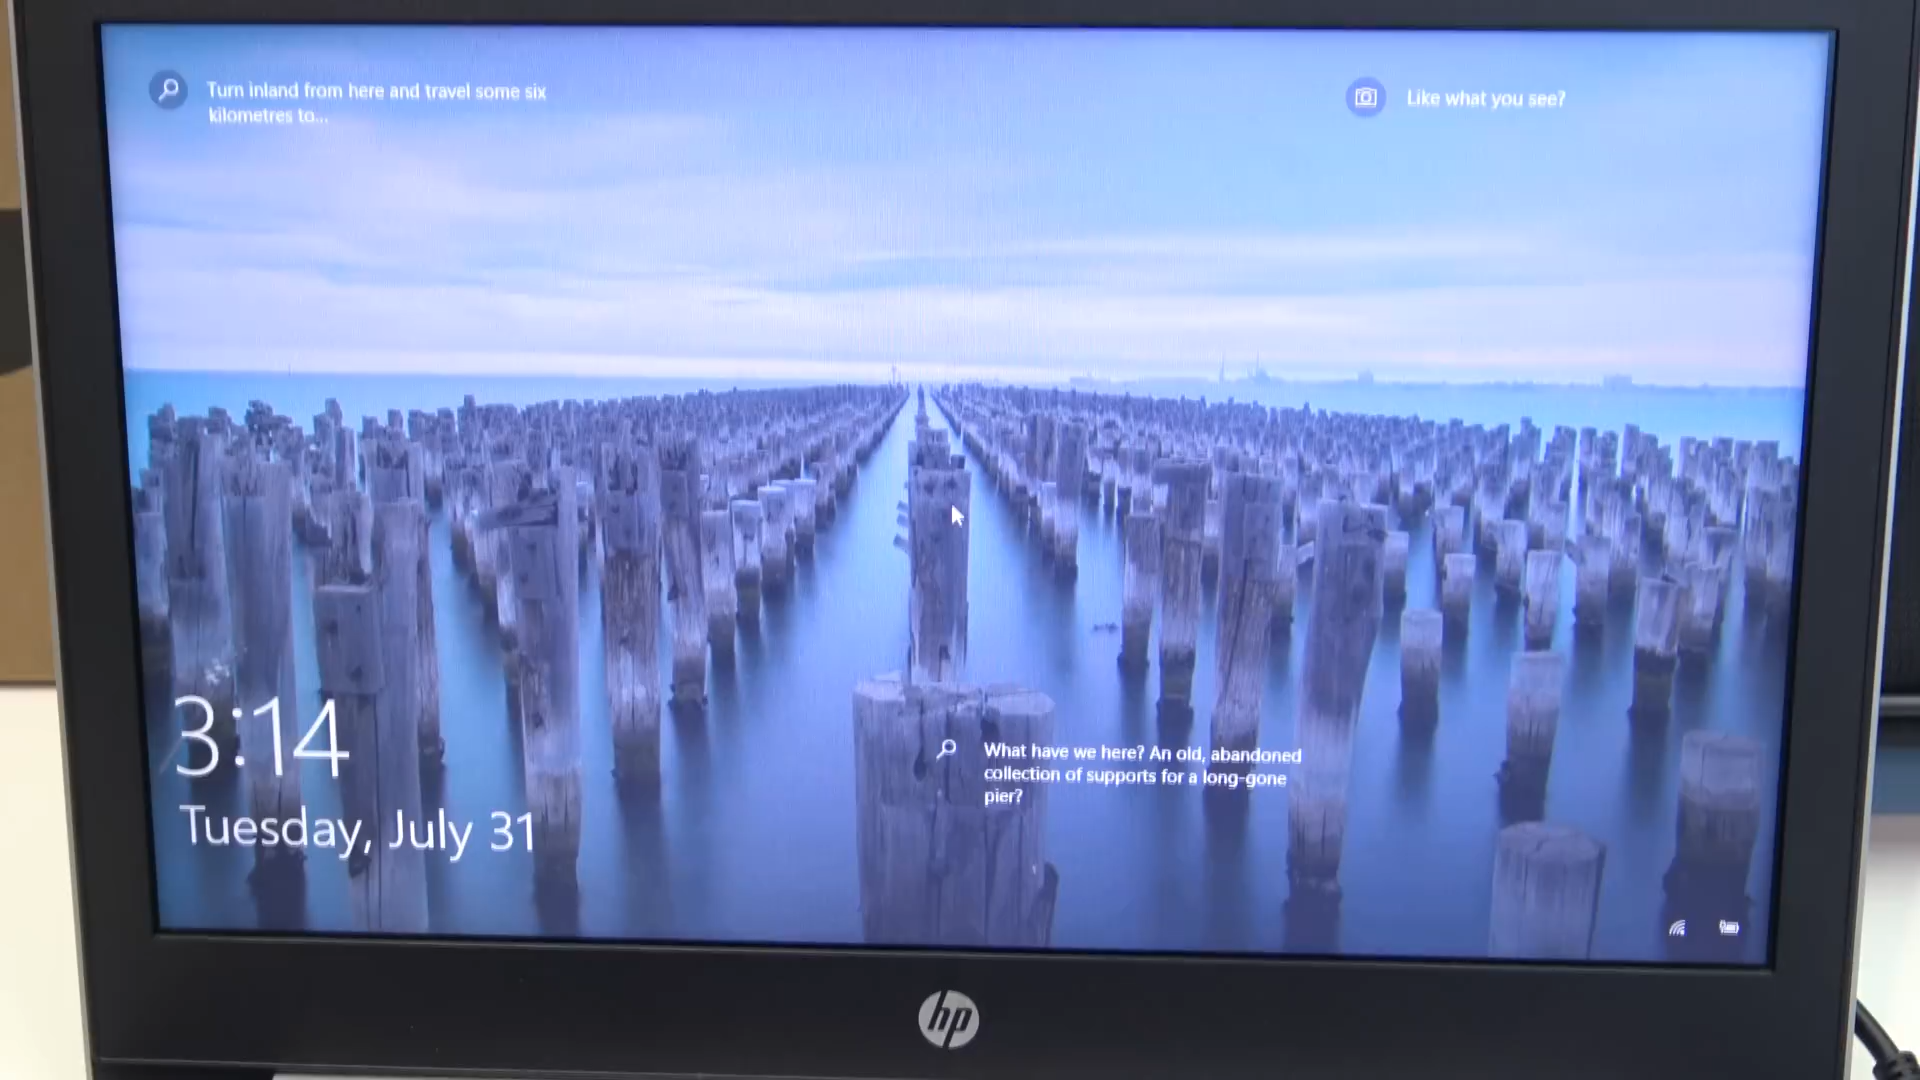 Turn inland from here and travel some six
kilometres to...
Like what you see?
What have we here? An old, abandoned
collection of supports for a long-gone
pier?
3:14
Tuesday, July 31
hp